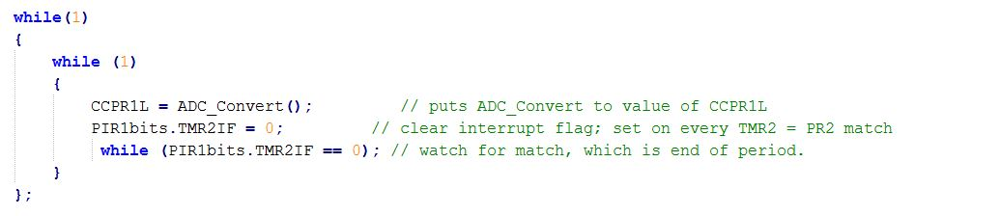 while(1)
{
while (1)
{
CCPR1L = ADC_Convert(); // puts ADC_Convert to value of CCPR1L
PIR1bits.TMR2IF = 0; // clear interrupt flag; set on every TMR2 = PR2 match
while (PIR1bits.TMR2IF == 0); // watch for match, which is end of period.
}
};